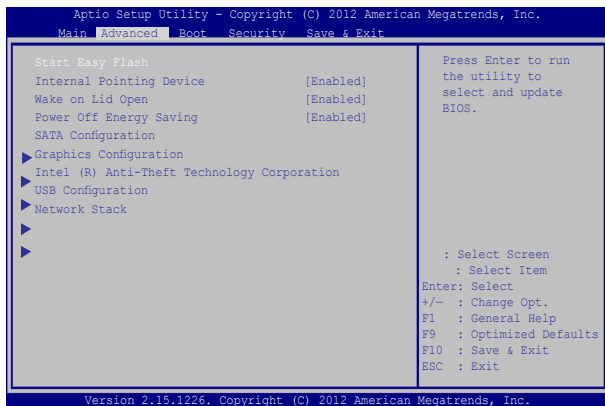 Aptio Setup Utility - Copyright (C) 2012 American Megatrends, Inc.
Main Advanced Boot Security Save & Exit
Start Easy Flash
Internal Pointing Device [Enabled]
Wake on Lid Open [Enabled]
Power Off Energy Saving [Enabled]
SATA Configuration
Graphics Configuration
Intel (R) Anti-Theft Technology Corporation
USB Configuration
Network Stack
Press Enter to run
the utility to
select and update
BIOS.
: Select Screen
: Select Item
Enter: Select
+/— : Change Opt.
F1 : General Help
F9 : Optimized Defaults
F10 : Save & Exit
ESC : Exit
Version 2.15.1226. Copyright (C) 2012 American Megatrends, Inc.